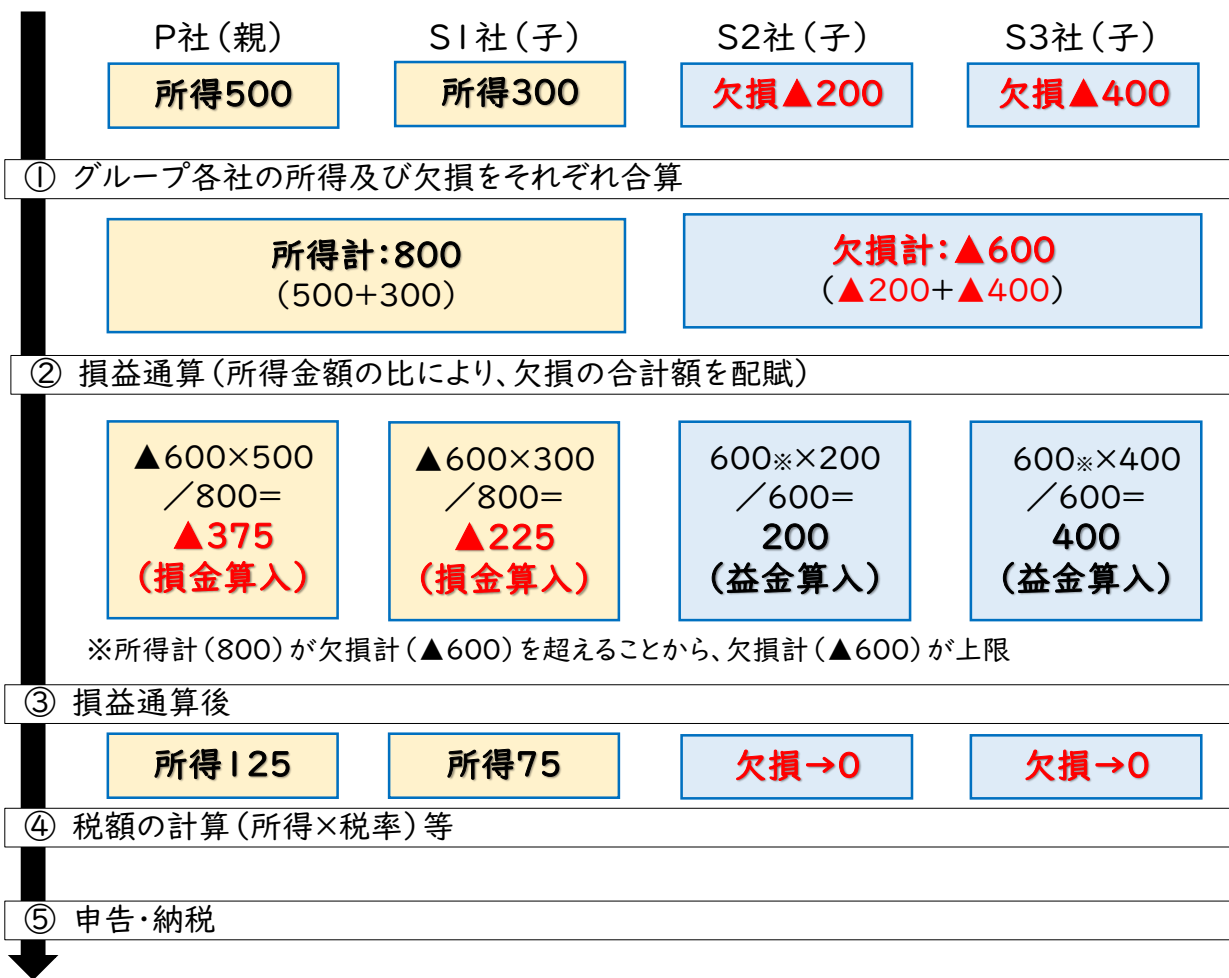 P社(親)
S1社(子)
S2社(子)
S3社(子)
所得500
所得300
欠損▲200
欠損▲400
① グループ各社の所得及び欠損をそれぞれ合算
所得計:800
(500+300)
欠損計:▲600
(▲200+▲400)
② 損益通算(所得金額の比により、欠損の合計額を配賦)
▲600×500
/800=
▲375
(損金算入)
▲600×300
/800=
▲225
(損金算入)
600※×200
/600=
200
(益金算入)
600※×400
/600=
400
(益金算入)
※所得計(800)が欠損計(▲600)を超えることから、欠損計(▲600)が上限
③ 損益通算後
所得125
所得75
欠損→0
欠損→0
④ 税額の計算(所得×税率)等
⑤ 申告・納税